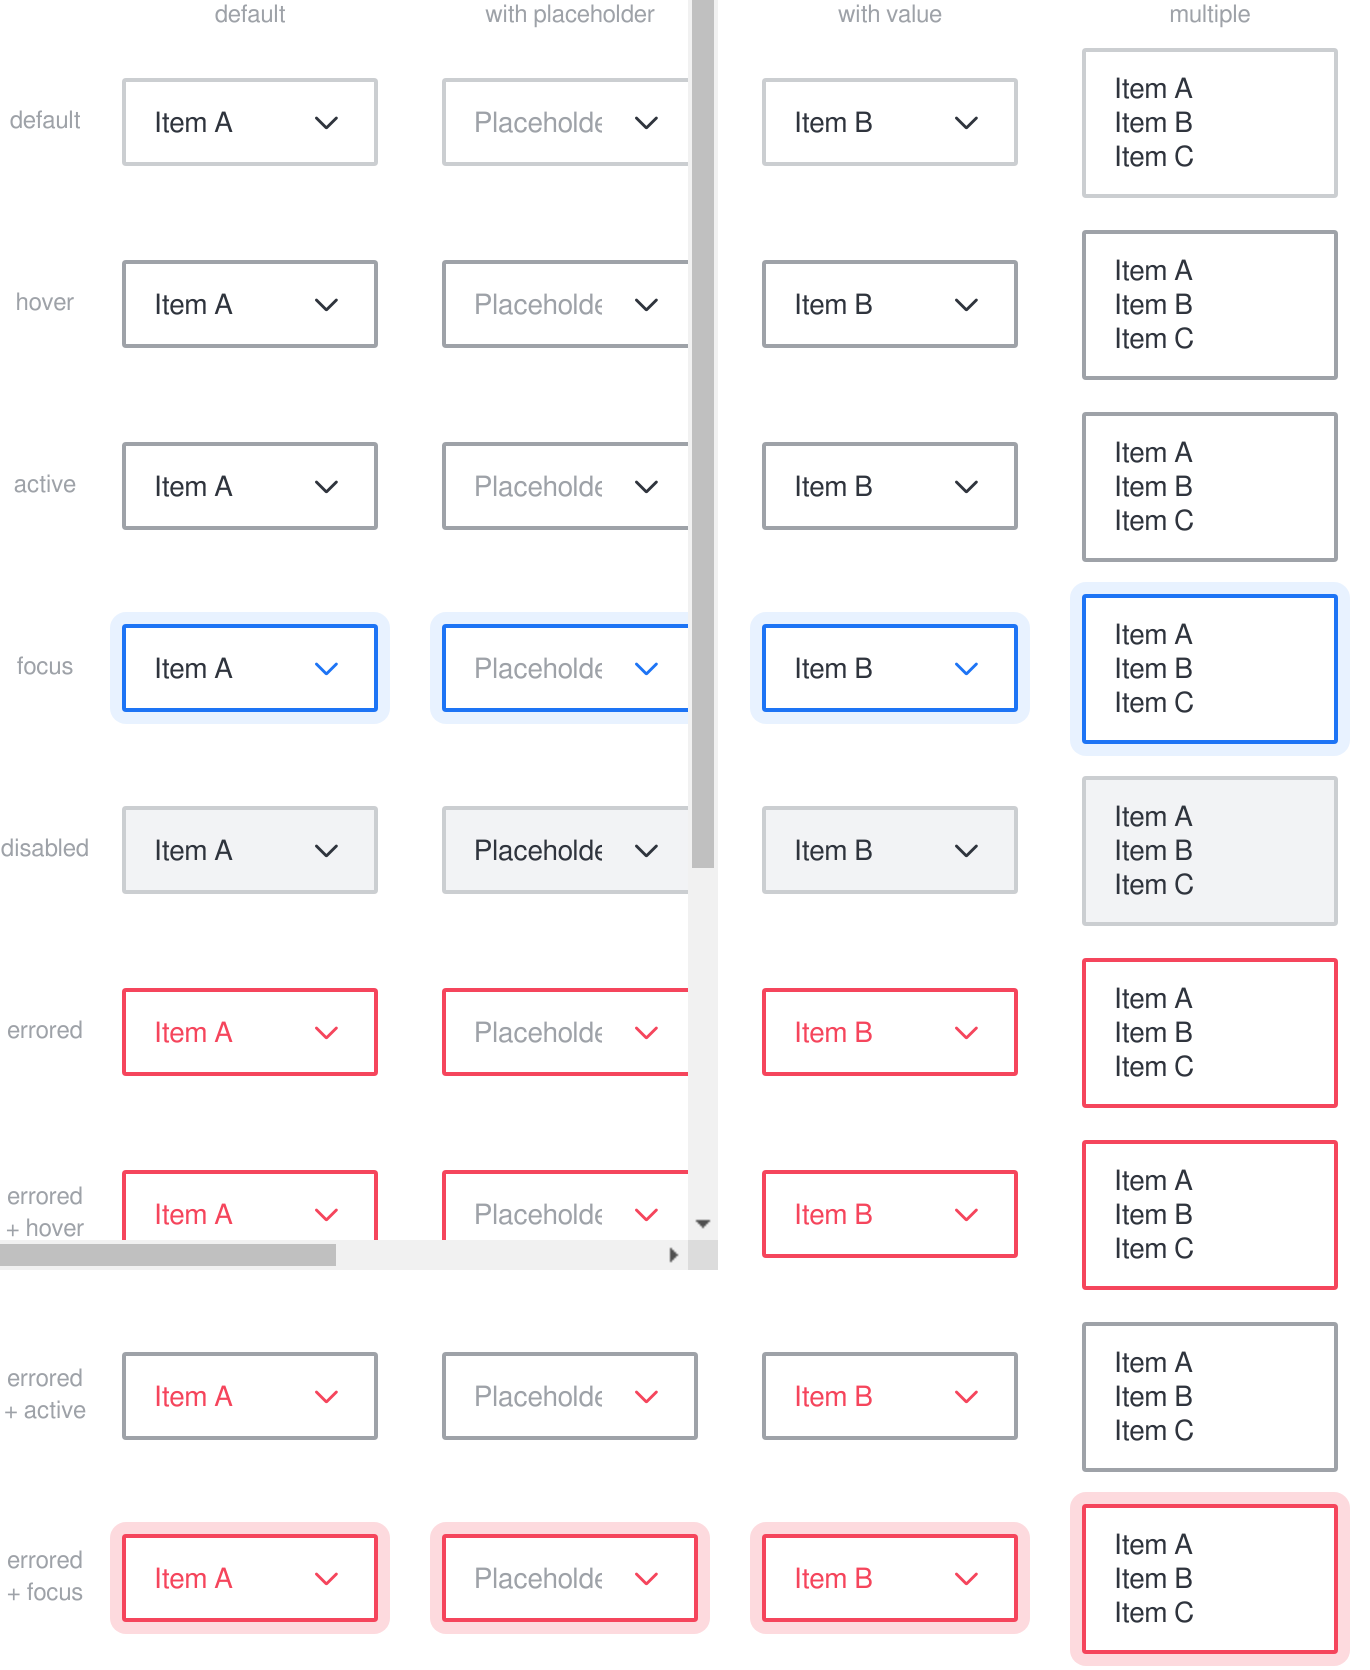 default with placeholder with value multiple
default Item A Placeholde Item B Item A
Item B
Item C
hover Item A Placeholde Item B Item A
Item B
Item C
active Item A Placeholde Item B Item A
Item B
Item C
focus Item A Placeholde Item B Item A
Item B
Item C
disabled Item A Placeholde Item B Item A
Item B
Item C
errored Item A Placeholde Item B Item A
Item B
Item C
errored
+ hover Item A Placeholde Item B Item A
Item B
Item C
errored
+ active Item A Placeholde Item B Item A
Item B
Item C
errored
+ focus Item A Placeholde Item B Item A
Item B
Item C